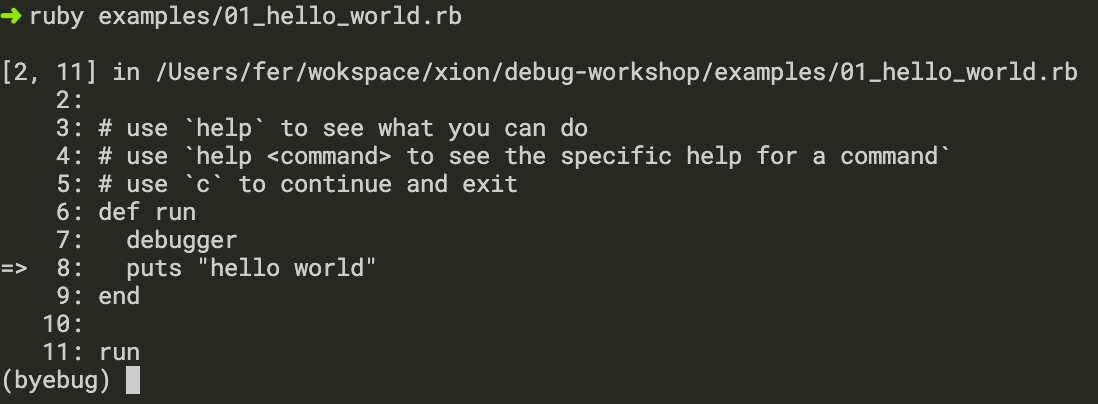 ➜ ruby examples/01_hello_world.rb
[2, 11] in /Users/fer/wokspace/xion/debug-workshop/examples/01_hello_world.rb
    2:
    3: # use `help` to see what you can do
    4: # use `help <command> to see the specific help for a command`
    5: # use `c` to continue and exit
    6: def run
    7:   debugger
=>  8:   puts "hello world"
    9: end
   10:
   11: run
(byebug)